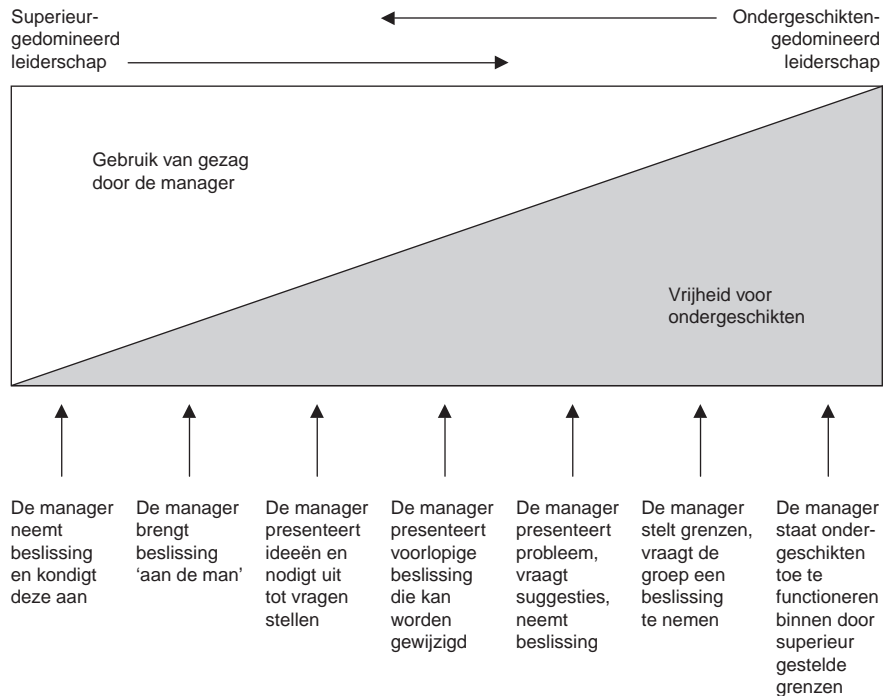 Superieur-
gedomineerd
leiderschap
Ondergeschikten-
gedomineerd
leiderschap
Gebruik van gezag
door de manager
Vrijheid voor
ondergeschikten
De manager
neemt
beslissing
en kondigt
deze aan
De manager
brengt
beslissing
‘aan de man’
De manager
presenteert
ideeën en
nodigt uit
tot vragen
stellen
De manager
presenteert
voorlopige
beslissing
die kan
worden
gewijzigd
De manager
presenteert
probleem,
vraagt
suggesties,
neemt
beslissing
De manager
stelt grenzen,
vraagt de
groep een
beslissing
te nemen
De manager
staat onder-
geschikten
toe te
functioneren
binnen door
superieur
gestelde
grenzen